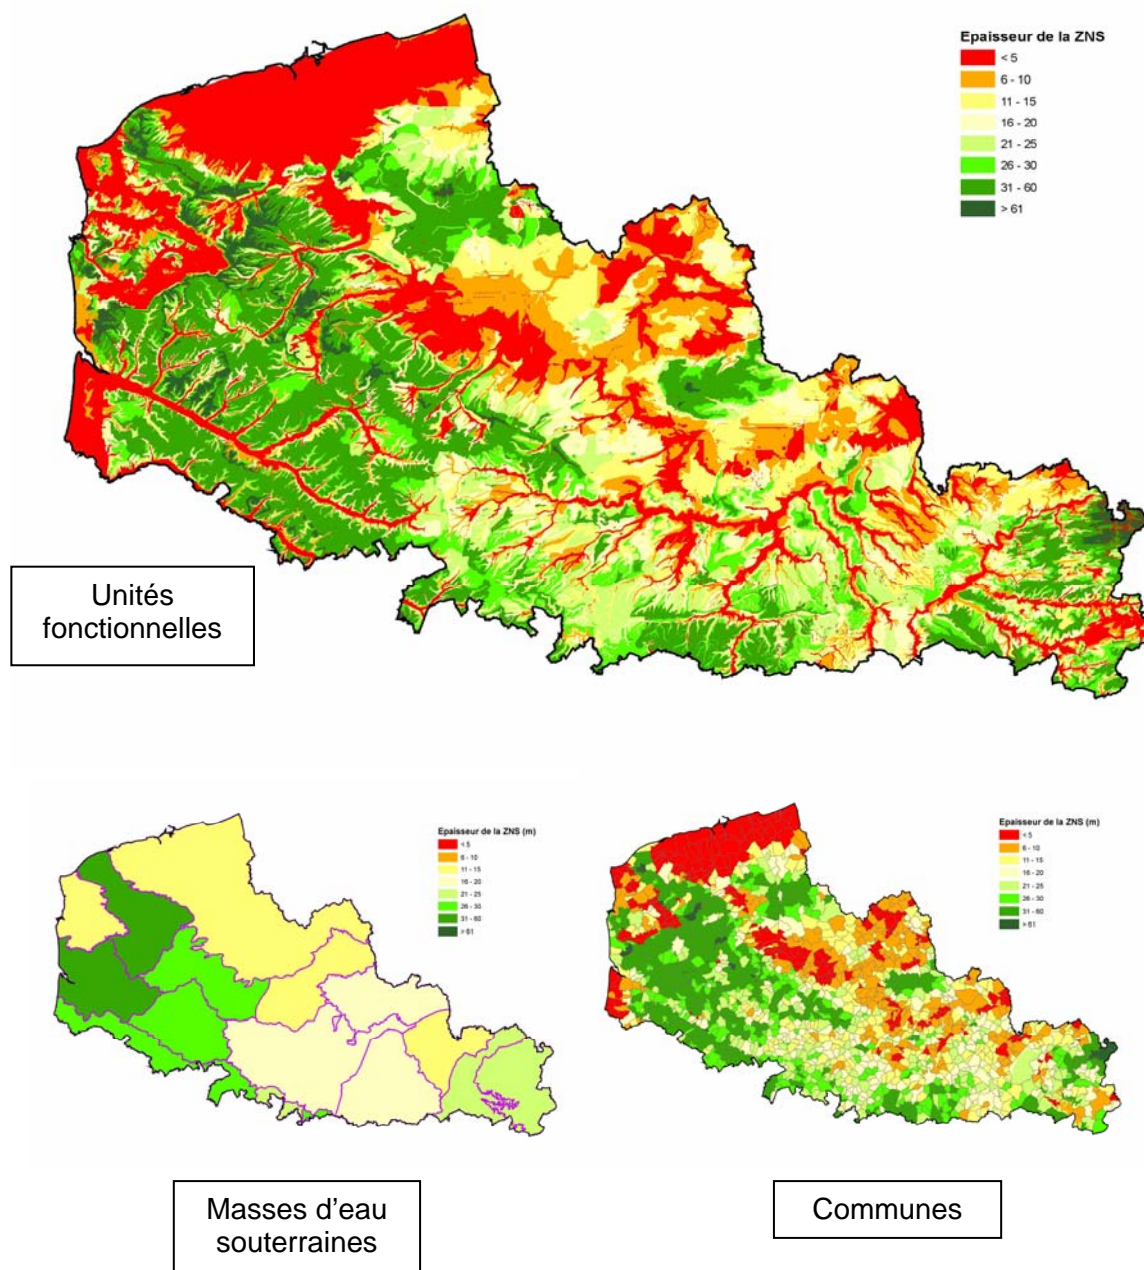 Epaisseur de la ZNS
< 5
6 - 10
11 - 15
16 - 20
21 - 25
26 - 30
31 - 60
> 61
Unités
fonctionnelles
Epaisseur de la ZNS (m)
< 5
6 - 10
11 - 15
16 - 20
21 - 25
26 - 30
31 - 60
> 61
Epaisseur de la ZNS (m)
< 5
6 - 10
11 - 15
16 - 20
21 - 25
26 - 30
31 - 60
> 61
Masses d'eau
souterraines
Communes